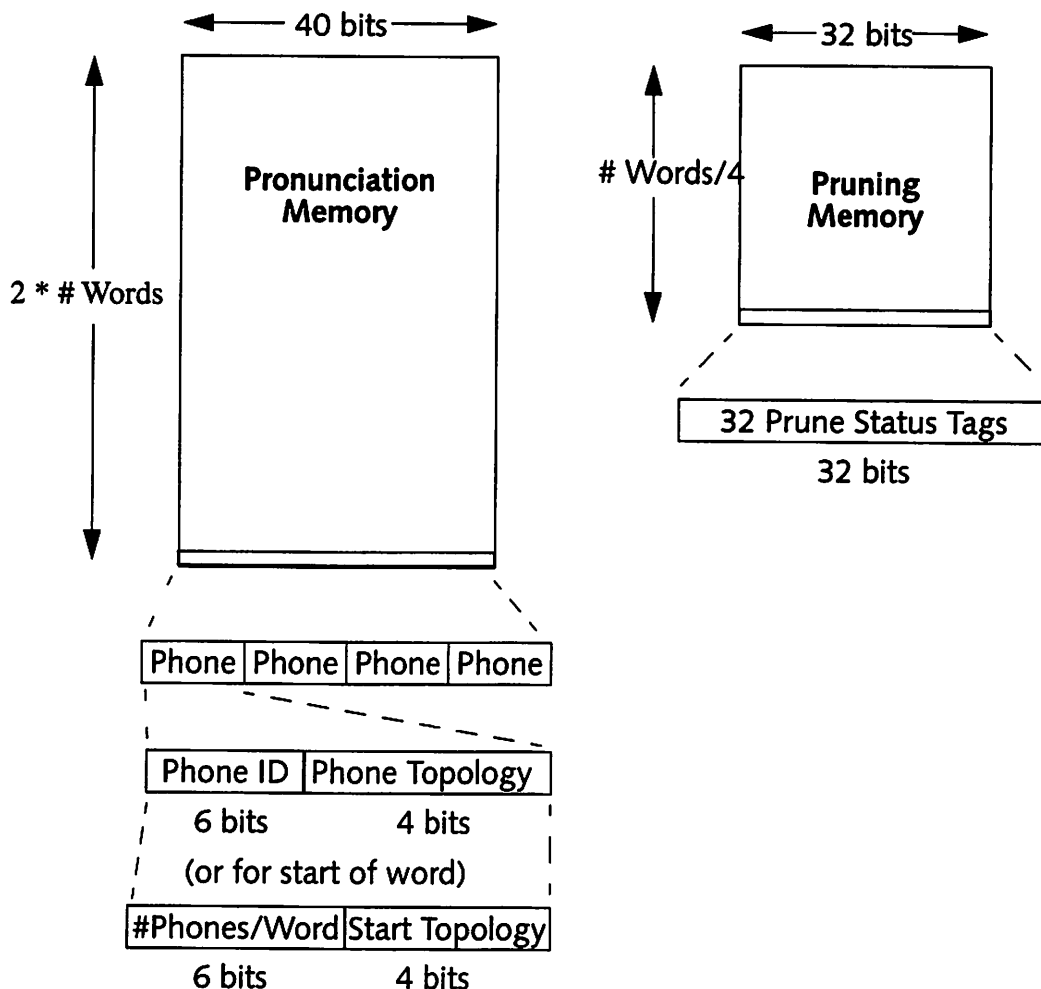 40 bits
32 bits
Pronunciation
Memory
# Words/4
Pruning
Memory
2 * # Words
32 Prune Status Tags
32 bits
Phone Phone Phone Phone
Phone ID Phone Topology
6 bits 4 bits
(or for start of word)
#Phones/Word Start Topology
6 bits 4 bits